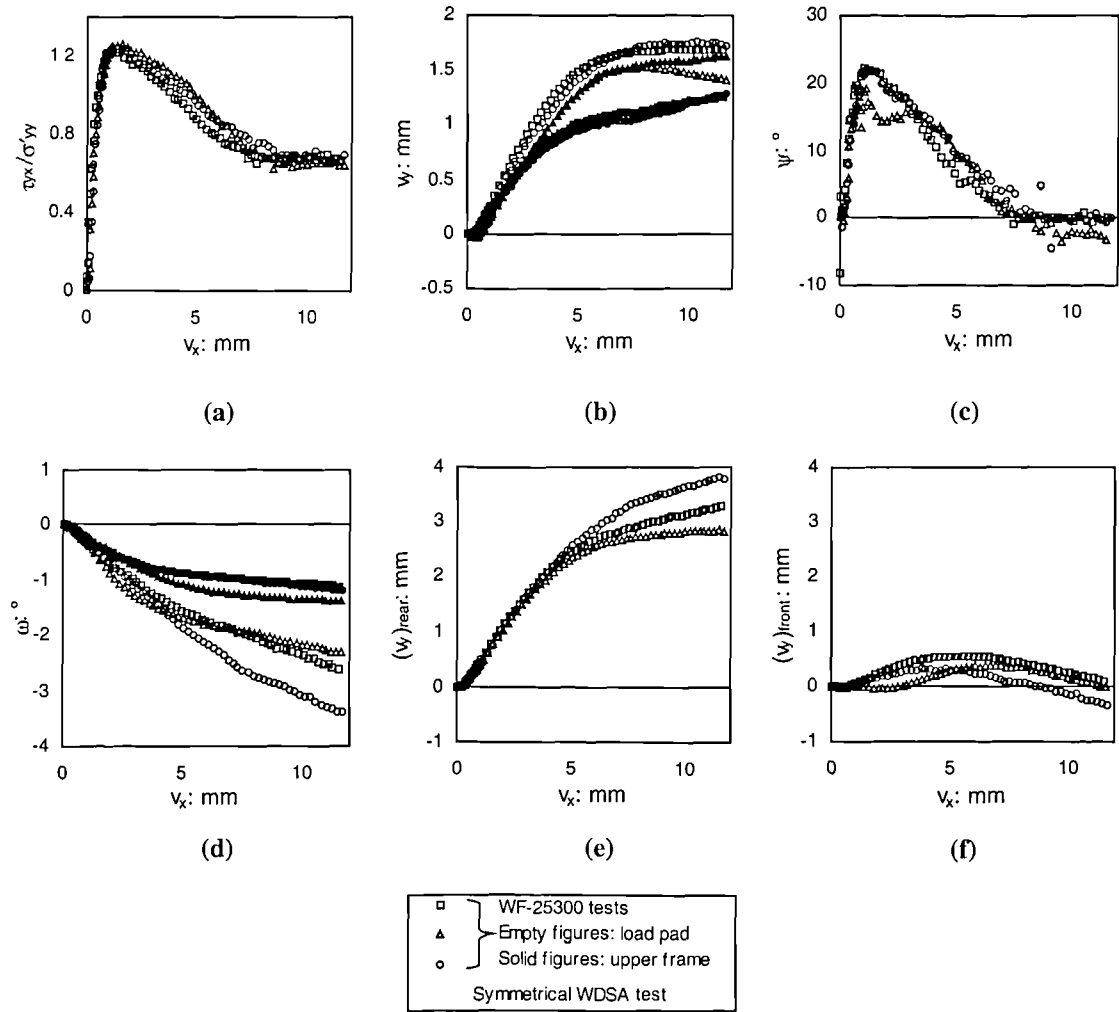 1.2
0.8
0.4
0
τyx/σ'yy
0 5 10
vx: mm
(a)
2
1.5
1
0.5
0
-0.5
vy: mm
0 5 10
vx: mm
(b)
30
20
10
0
-10
ψ: °
0 5 10
vx: mm
(c)
1
0
-1
-2
-3
-4
ω: °
0 5 10
vx: mm
(d)
4
3
2
1
0
-1
(vy)rear: mm
0 5 10
vx: mm
(e)
4
3
2
1
0
-1
(vy)front: mm
0 5 10
vx: mm
(f)
WF-25300 tests
Empty figures: load pad
Solid figures: upper frame
Symmetrical WDSA test